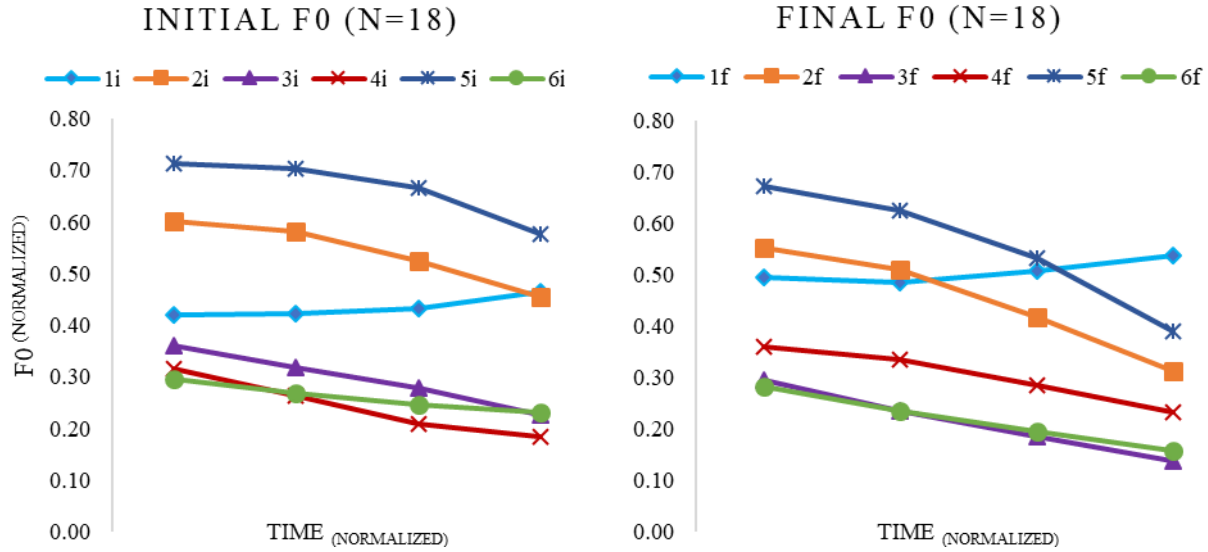 INITIAL F0 (N=18)
1i 2i 3i 4i 5i 6i
0.80
0.70
0.60
0.50
0.40
0.30
0.20
0.10
0.00
F0 (NORMALIZED)
TIME (NORMALIZED)
FINAL F0 (N=18)
1f 2f 3f 4f 5f 6f
0.80
0.70
0.60
0.50
0.40
0.30
0.20
0.10
0.00
TIME (NORMALIZED)